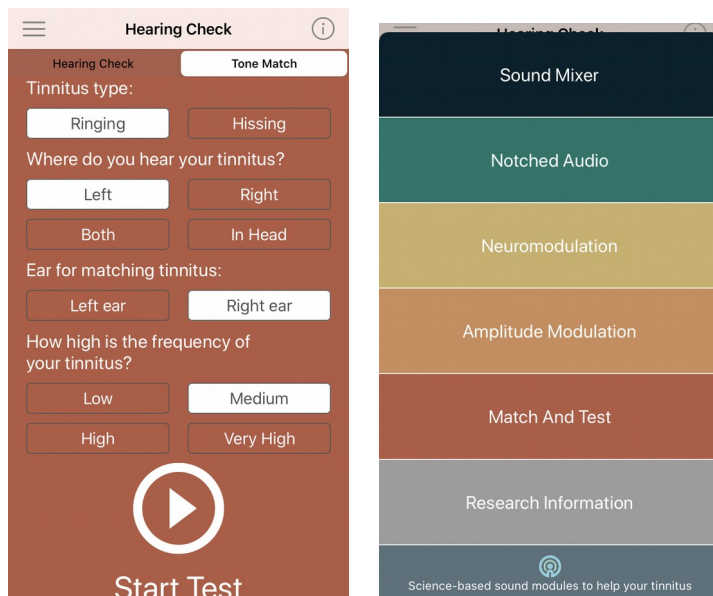 Hearing Check
Hearing Check
Tone Match
Tinnitus type:
Ringing
Hissing
Where do you hear your tinnitus?
Left
Right
Both
In Head
Ear for matching tinnitus:
Left ear
Right ear
How high is the frequency of
your tinnitus?
Low
Medium
High
Very High
Start Test
Hearing Check
Sound Mixer
Notched Audio
Neuromodulation
Amplitude Modulation
Match And Test
Research Information
Science-based sound modules to help your tinnitus